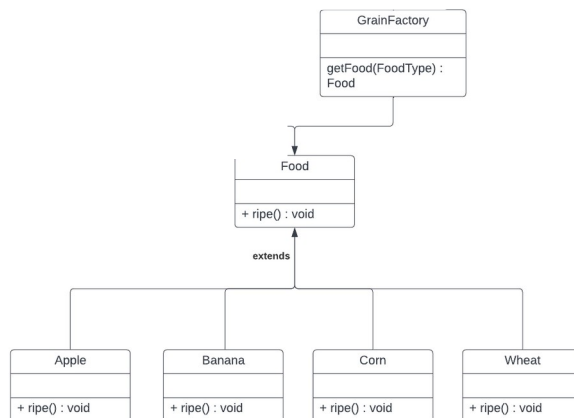 GrainFactory
getFood(FoodType) :
Food
Food
+ ripe() : void
extends
Apple
Banana
Corn
Wheat
+ ripe() : void
+ ripe() : void
+ ripe() : void
+ ripe() : void